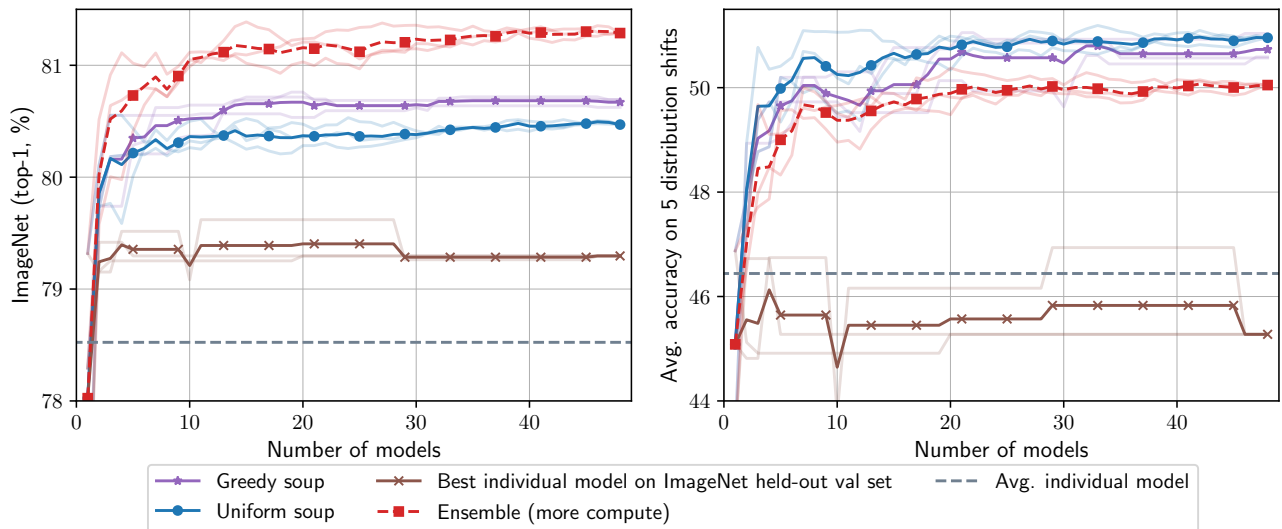 81
80
79
78
0
10
20
30
40
ImageNet (top-1, %)
Number of models
50
48
46
44
0
10
20
30
40
Avg. accuracy on 5 distribution shifts
Number of models
Greedy soup
Uniform soup
Best individual model on ImageNet held-out val set
Ensemble (more compute)
Avg. individual model